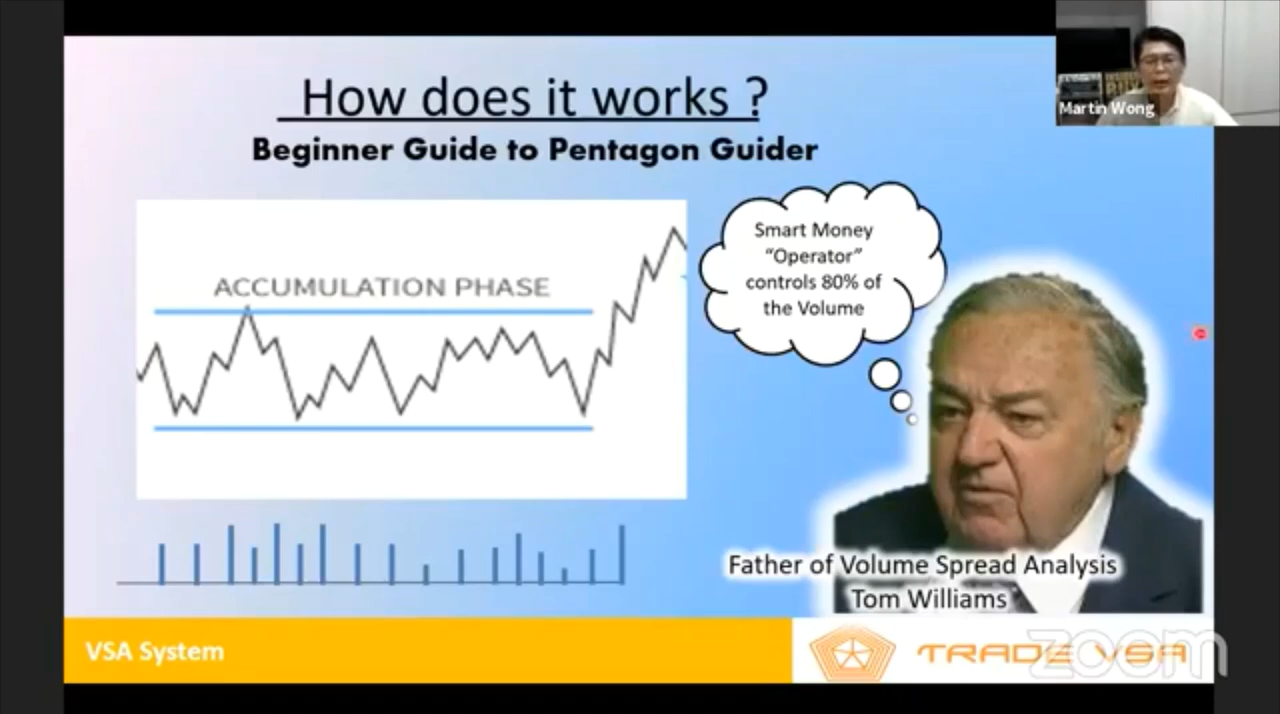 How does it works ?
Beginner Guide to Pentagon Guider
Martin Wong
ACCUMULATION PHASE
Smart Money
“Operator”
controls 80% of
the Volume
Father of Volume Spread Analysis
Tom Williams
VSA System
TRADE VSA
zoom